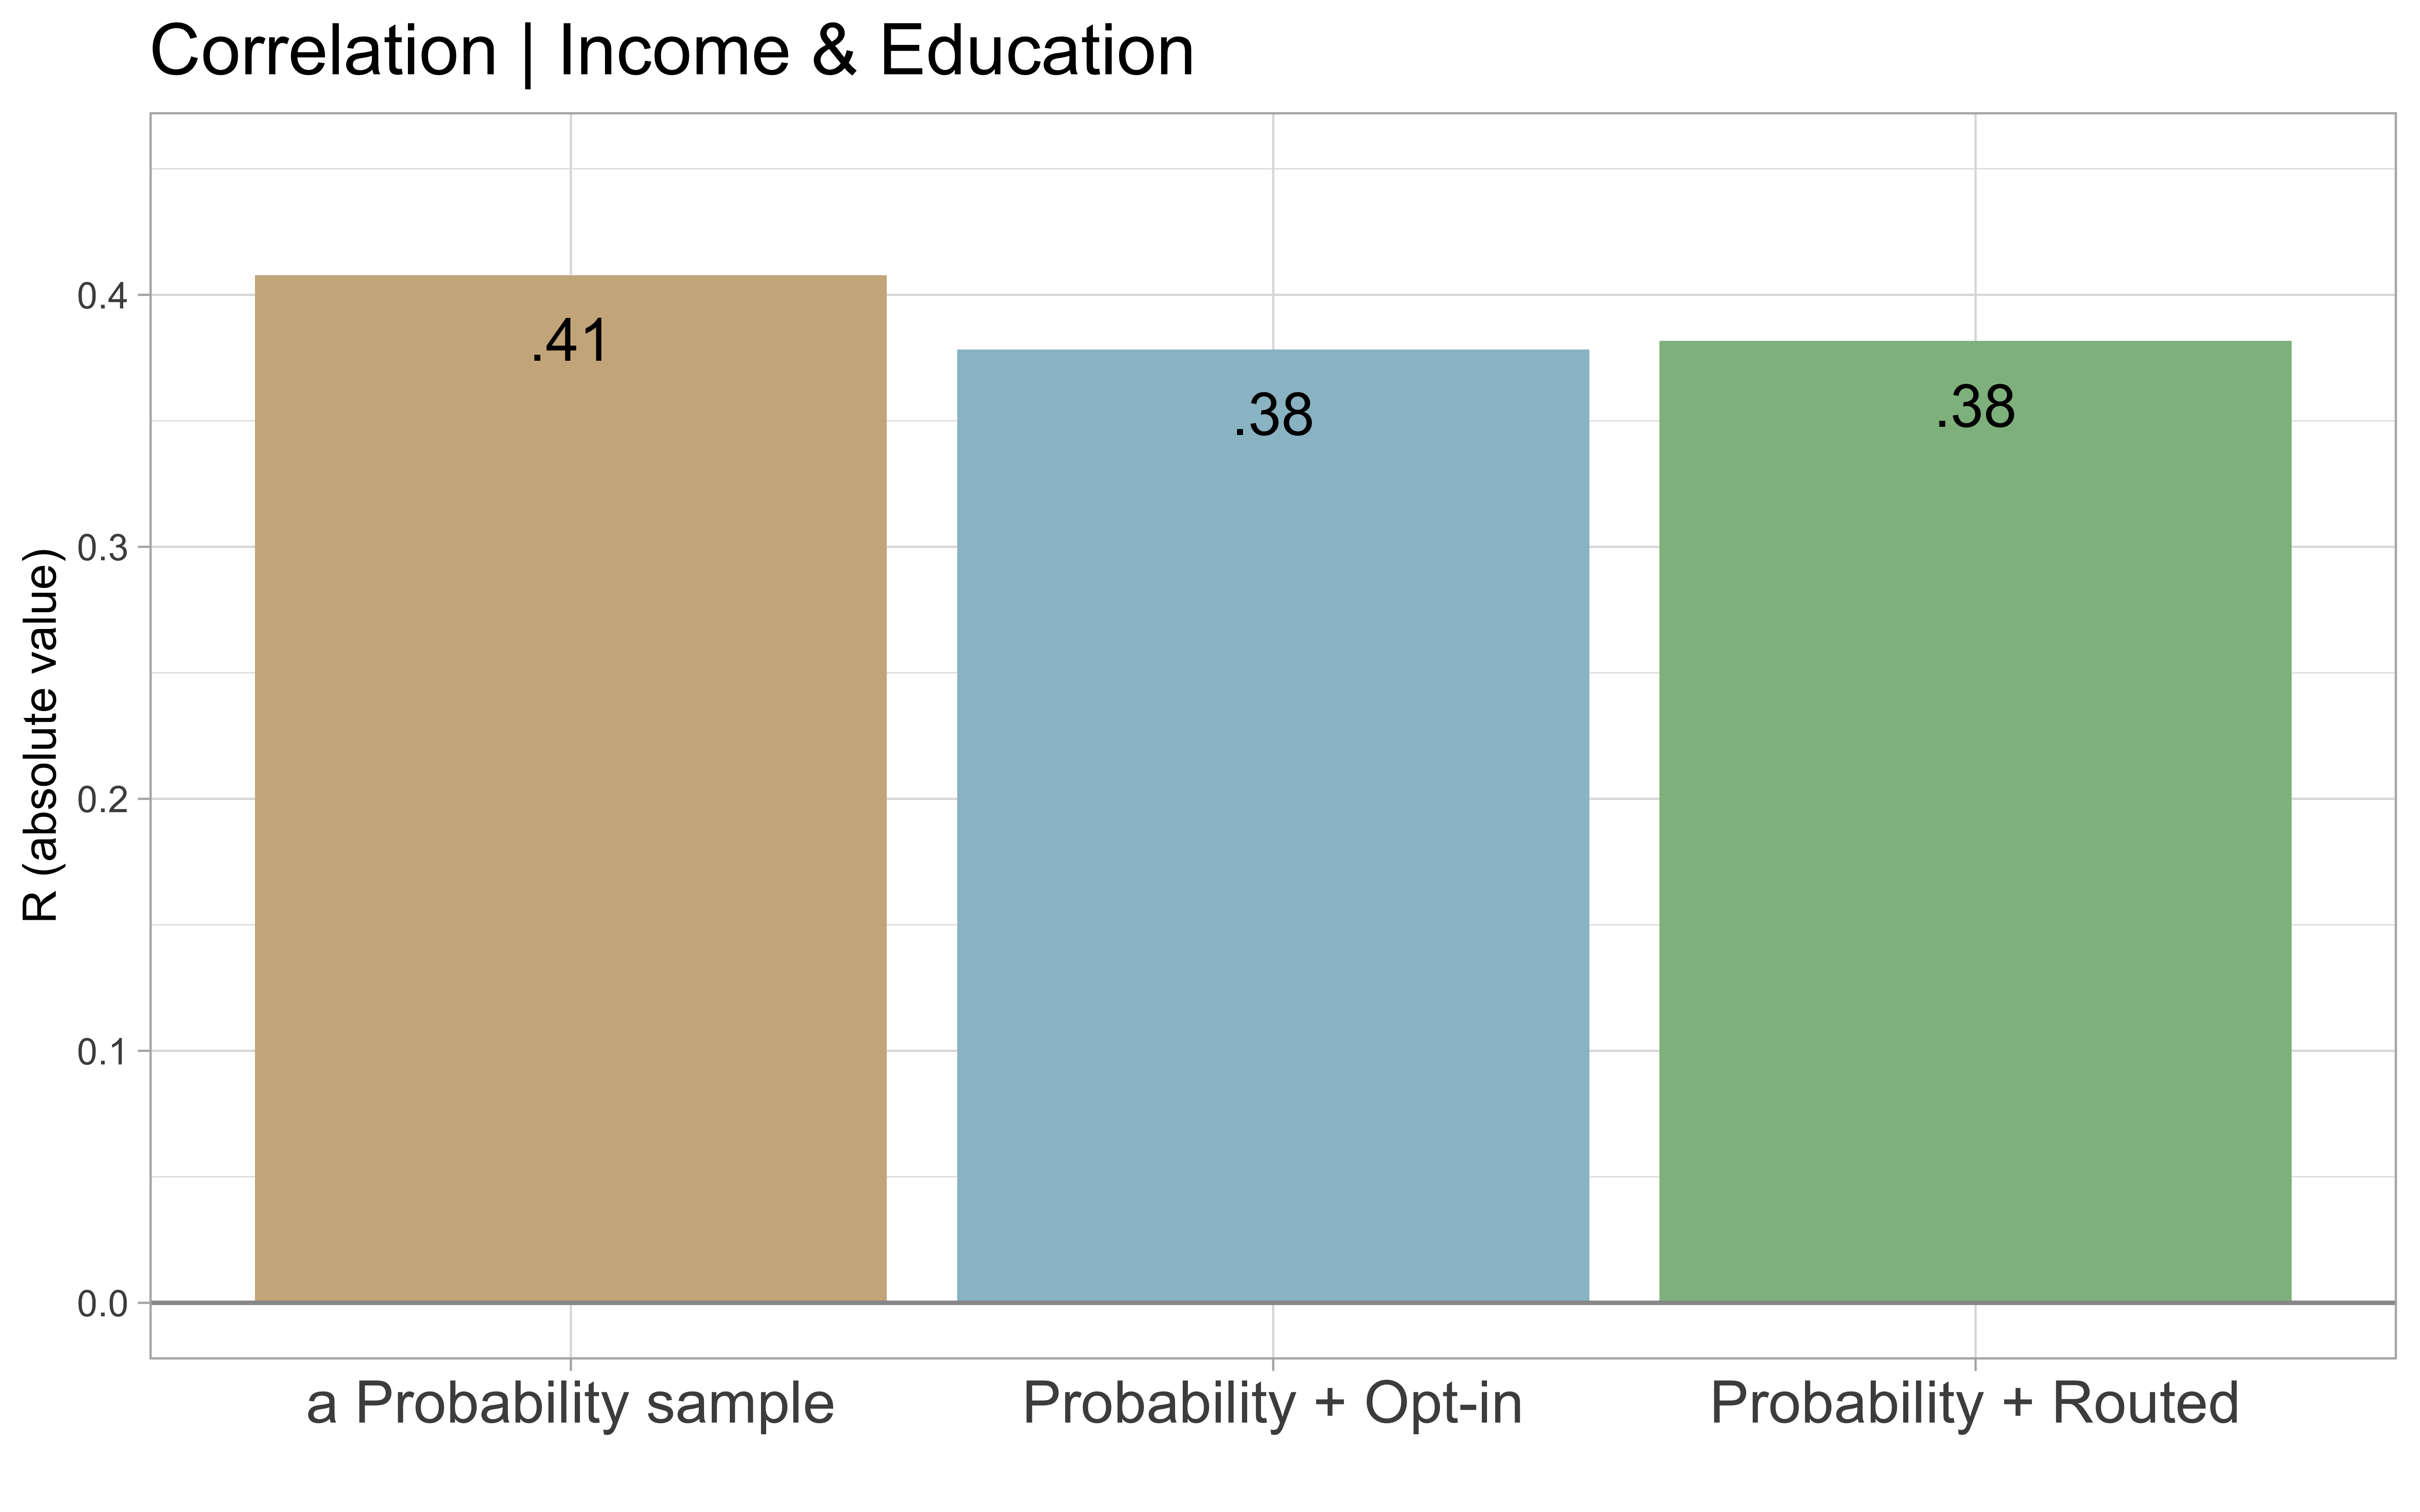 Correlation | Income & Education
R (absolute value)
0.4
0.3
0.2
0.1
0.0
.41
.38
.38
a Probability sample
Probability + Opt-in
Probability + Routed